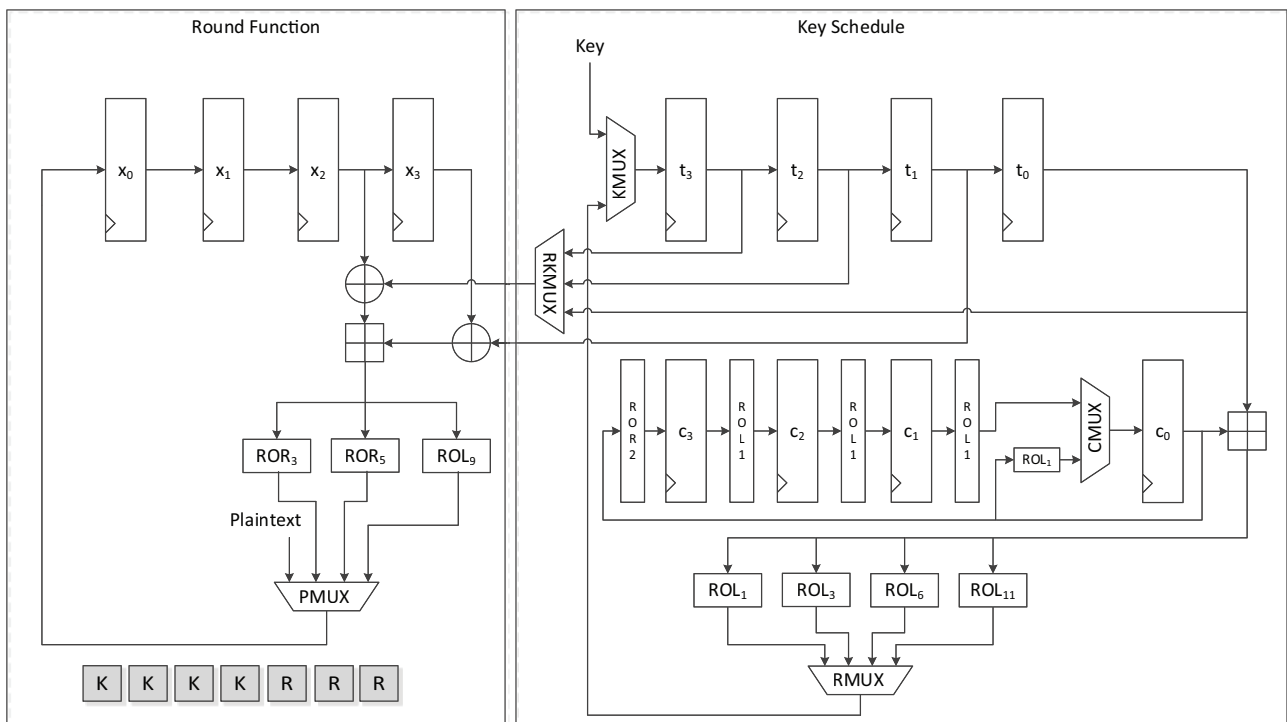 Round Function
Key Schedule
Key
KMUX
x0
x1
x2
x3
t3
t2
t1
t0
RKMUX
ROR2
c3
ROL1
c2
ROL1
c1
ROL1
CMUX
c0
ROL1
ROR3
ROR5
ROL9
Plaintext
PMUX
ROL1
ROL3
ROL6
ROL11
RMUX
K K K K R R R